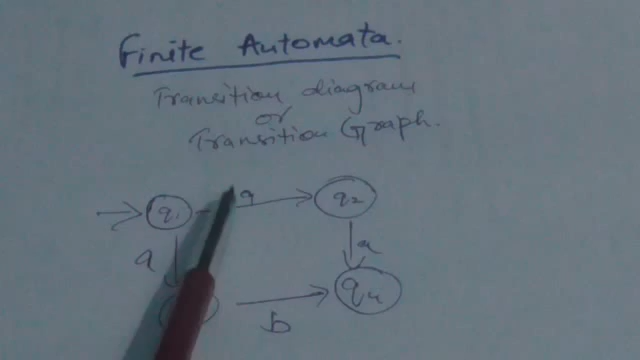 Finite Automata.
Transition diagram
or
Transition Graph.
q1 a q2
a a
b q4